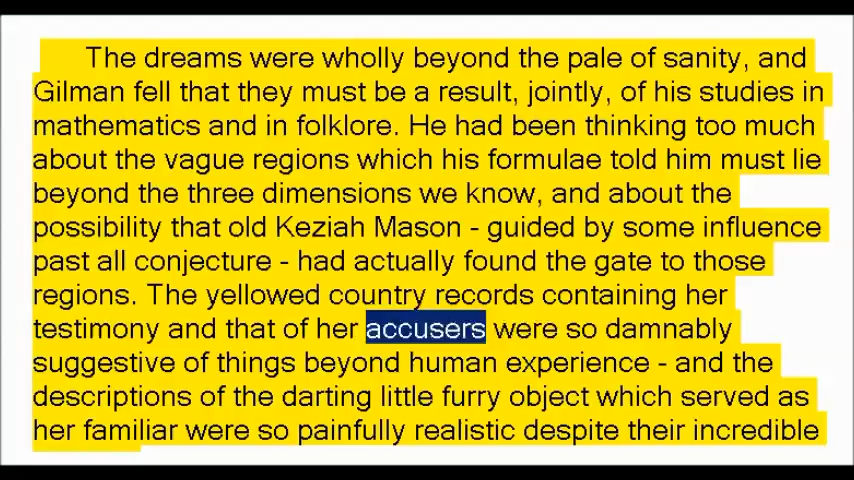 The dreams were wholly beyond the pale of sanity, and
Gilman fell that they must be a result, jointly, of his studies in
mathematics and in folklore. He had been thinking too much
about the vague regions which his formulae told him must lie
beyond the three dimensions we know, and about the
possibility that old Keziah Mason - guided by some influence
past all conjecture - had actually found the gate to those
regions. The yellowed country records containing her
testimony and that of her accusers were so damnably
suggestive of things beyond human experience - and the
descriptions of the darting little furry object which served as
her familiar were so painfully realistic despite their incredible